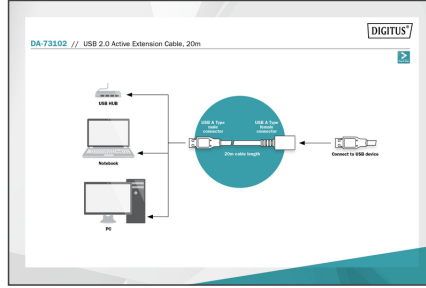 DIGITUS®
DA-73102 // USB 2.0 Active Extension Cable, 20m
USB HUB
USB A Type
male
connector
USB A Type
female
connector
20m cable length
Connect to USB device
Notebook
PC